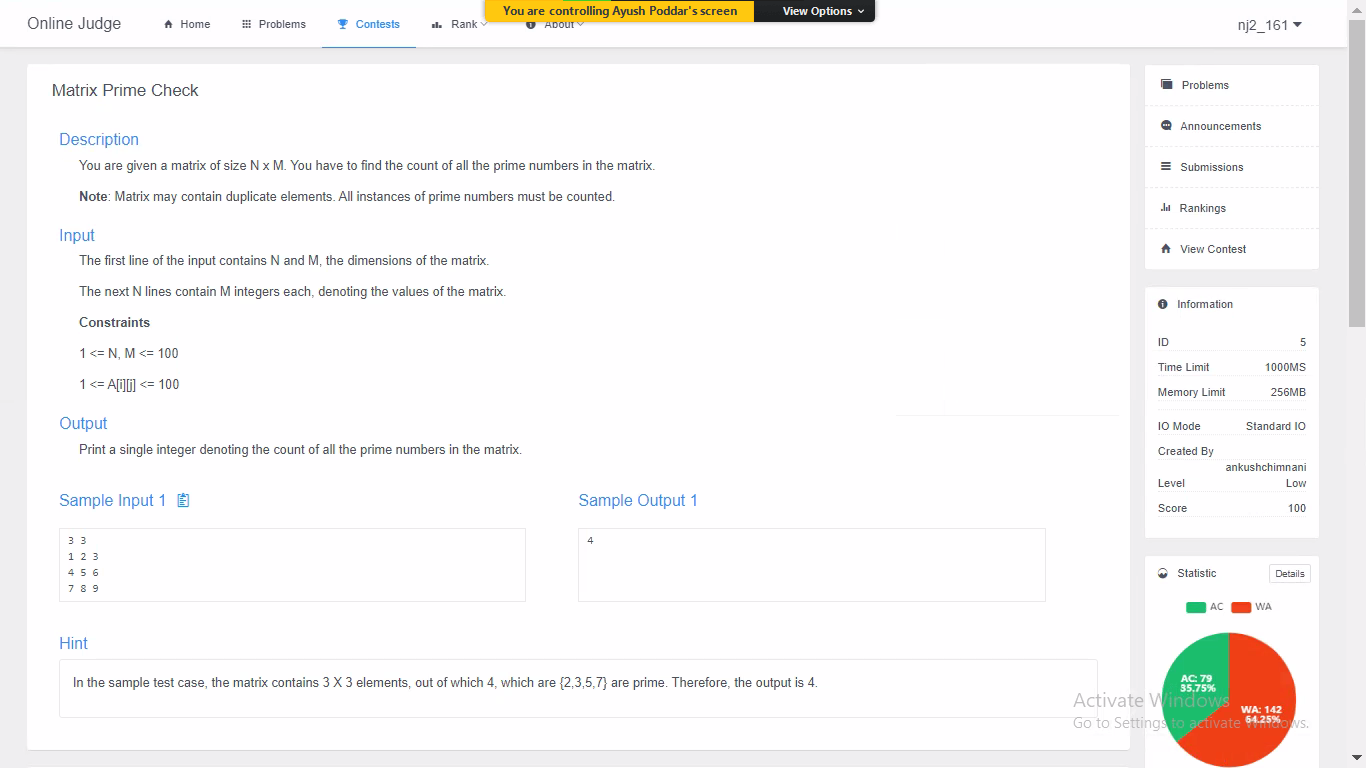 You are controlling Ayush Poddar's screen View Options
Online Judge Home Problems Contests Rank About nj2_161
Matrix Prime Check
Description
You are given a matrix of size N x M. You have to find the count of all the prime numbers in the matrix.
Note: Matrix may contain duplicate elements. All instances of prime numbers must be counted.
Input
The first line of the input contains N and M, the dimensions of the matrix.
The next N lines contain M integers each, denoting the values of the matrix.
Constraints
1 <= N, M <= 100
1 <= A[i][j] <= 100
Output
Print a single integer denoting the count of all the prime numbers in the matrix.
Sample Input 1
3 3
1 2 3
4 5 6
7 8 9
Sample Output 1
4
Hint
In the sample test case, the matrix contains 3 X 3 elements, out of which 4, which are {2,3,5,7} are prime. Therefore, the output is 4.
Problems
Announcements
Submissions
Rankings
View Contest
Information
ID 5
Time Limit 1000MS
Memory Limit 256MB
IO Mode Standard IO
Created By
ankushchimnani
Level Low
Score 100
Statistic Details
AC WA
AC: 79
35.75%
WA: 142
64.25%
Activate Windows
Go to Settings to activate Windows.